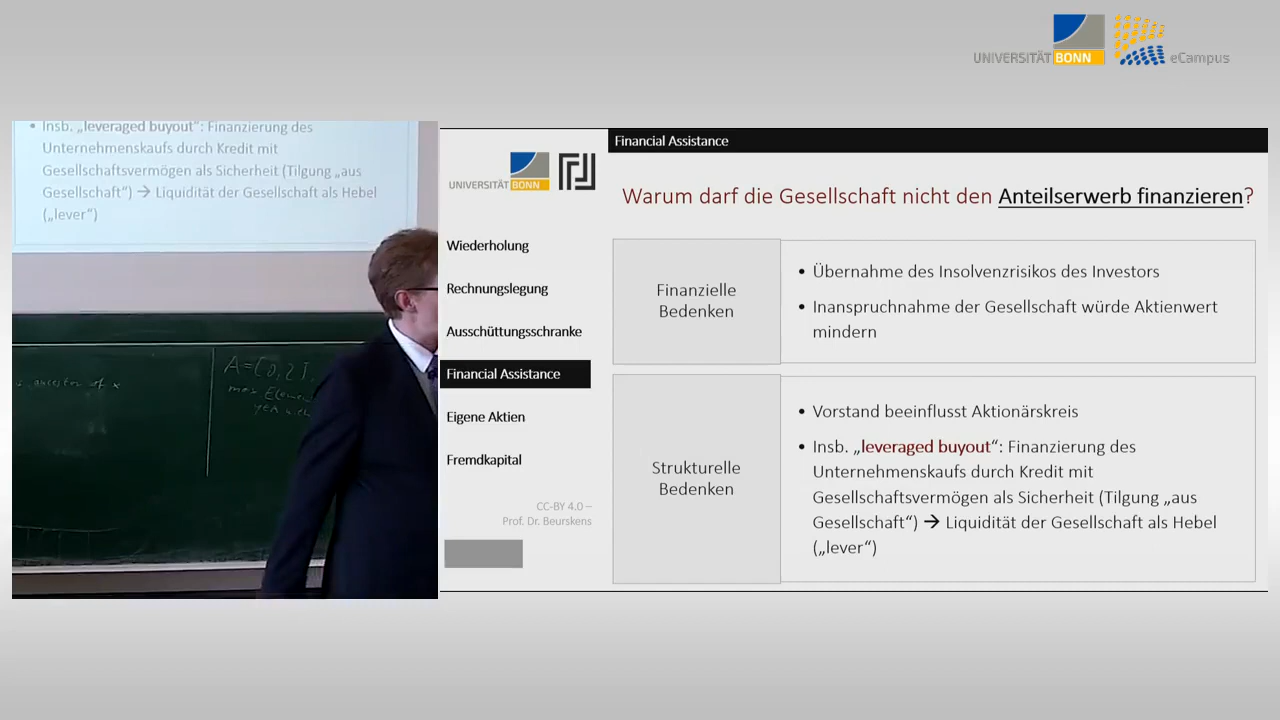 UNIVERSITÄT BONN
eCampus
Insb. „leveraged buyout“: Finanzierung des
Unternehmenskaufs durch Kredit mit
Gesellschaftsvermögen als Sicherheit (Tilgung „aus
Gesellschaft“) → Liquidität der Gesellschaft als Hebel
(„lever“)
ancestor of x
A=[0,2]
Financial Assistance
UNIVERSITÄT BONN
Warum darf die Gesellschaft nicht den Anteilserwerb finanzieren?
Wiederholung
Rechnungslegung
Ausschüttungsschranke
Financial Assistance
Eigene Aktien
Fremdkapital
CC-BY 4.0 –
Prof. Dr. Beurskens
Finanzielle
Bedenken
• Übernahme des Insolvenzrisikos des Investors
• Inanspruchnahme der Gesellschaft würde Aktienwert
mindern
Strukturelle
Bedenken
• Vorstand beeinflusst Aktionärskreis
• Insb. „leveraged buyout“: Finanzierung des
Unternehmenskaufs durch Kredit mit
Gesellschaftsvermögen als Sicherheit (Tilgung „aus
Gesellschaft“) → Liquidität der Gesellschaft als Hebel
(„lever“)